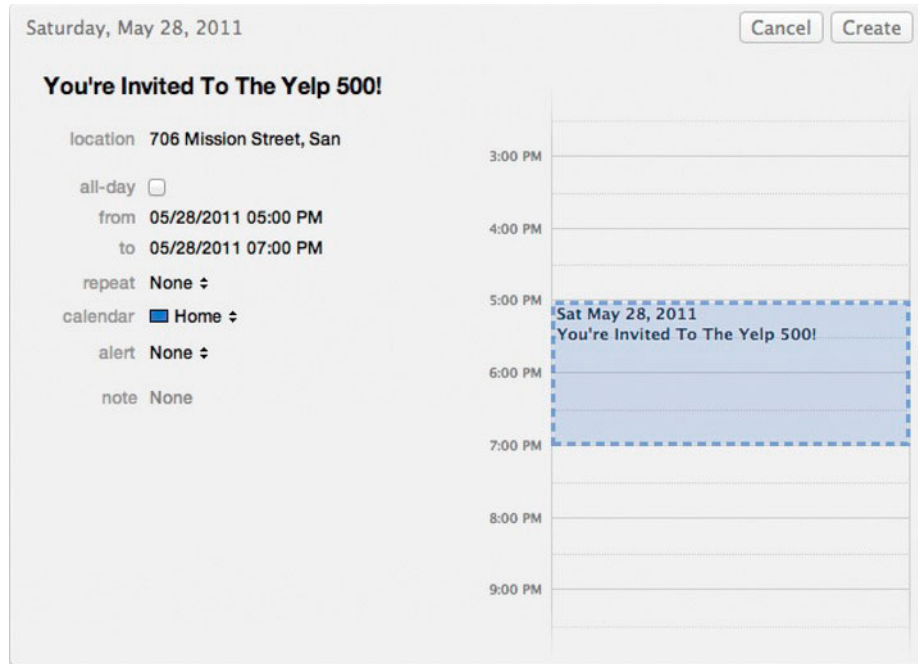 Saturday, May 28, 2011
Cancel
Create
You're Invited To The Yelp 500!
location 706 Mission Street, San
all-day
from 05/28/2011 05:00 PM
to 05/28/2011 07:00 PM
repeat None
calendar Home
alert None
note None
3:00 PM
4:00 PM
5:00 PM
Sat May 28, 2011
You're Invited To The Yelp 500!
6:00 PM
7:00 PM
8:00 PM
9:00 PM